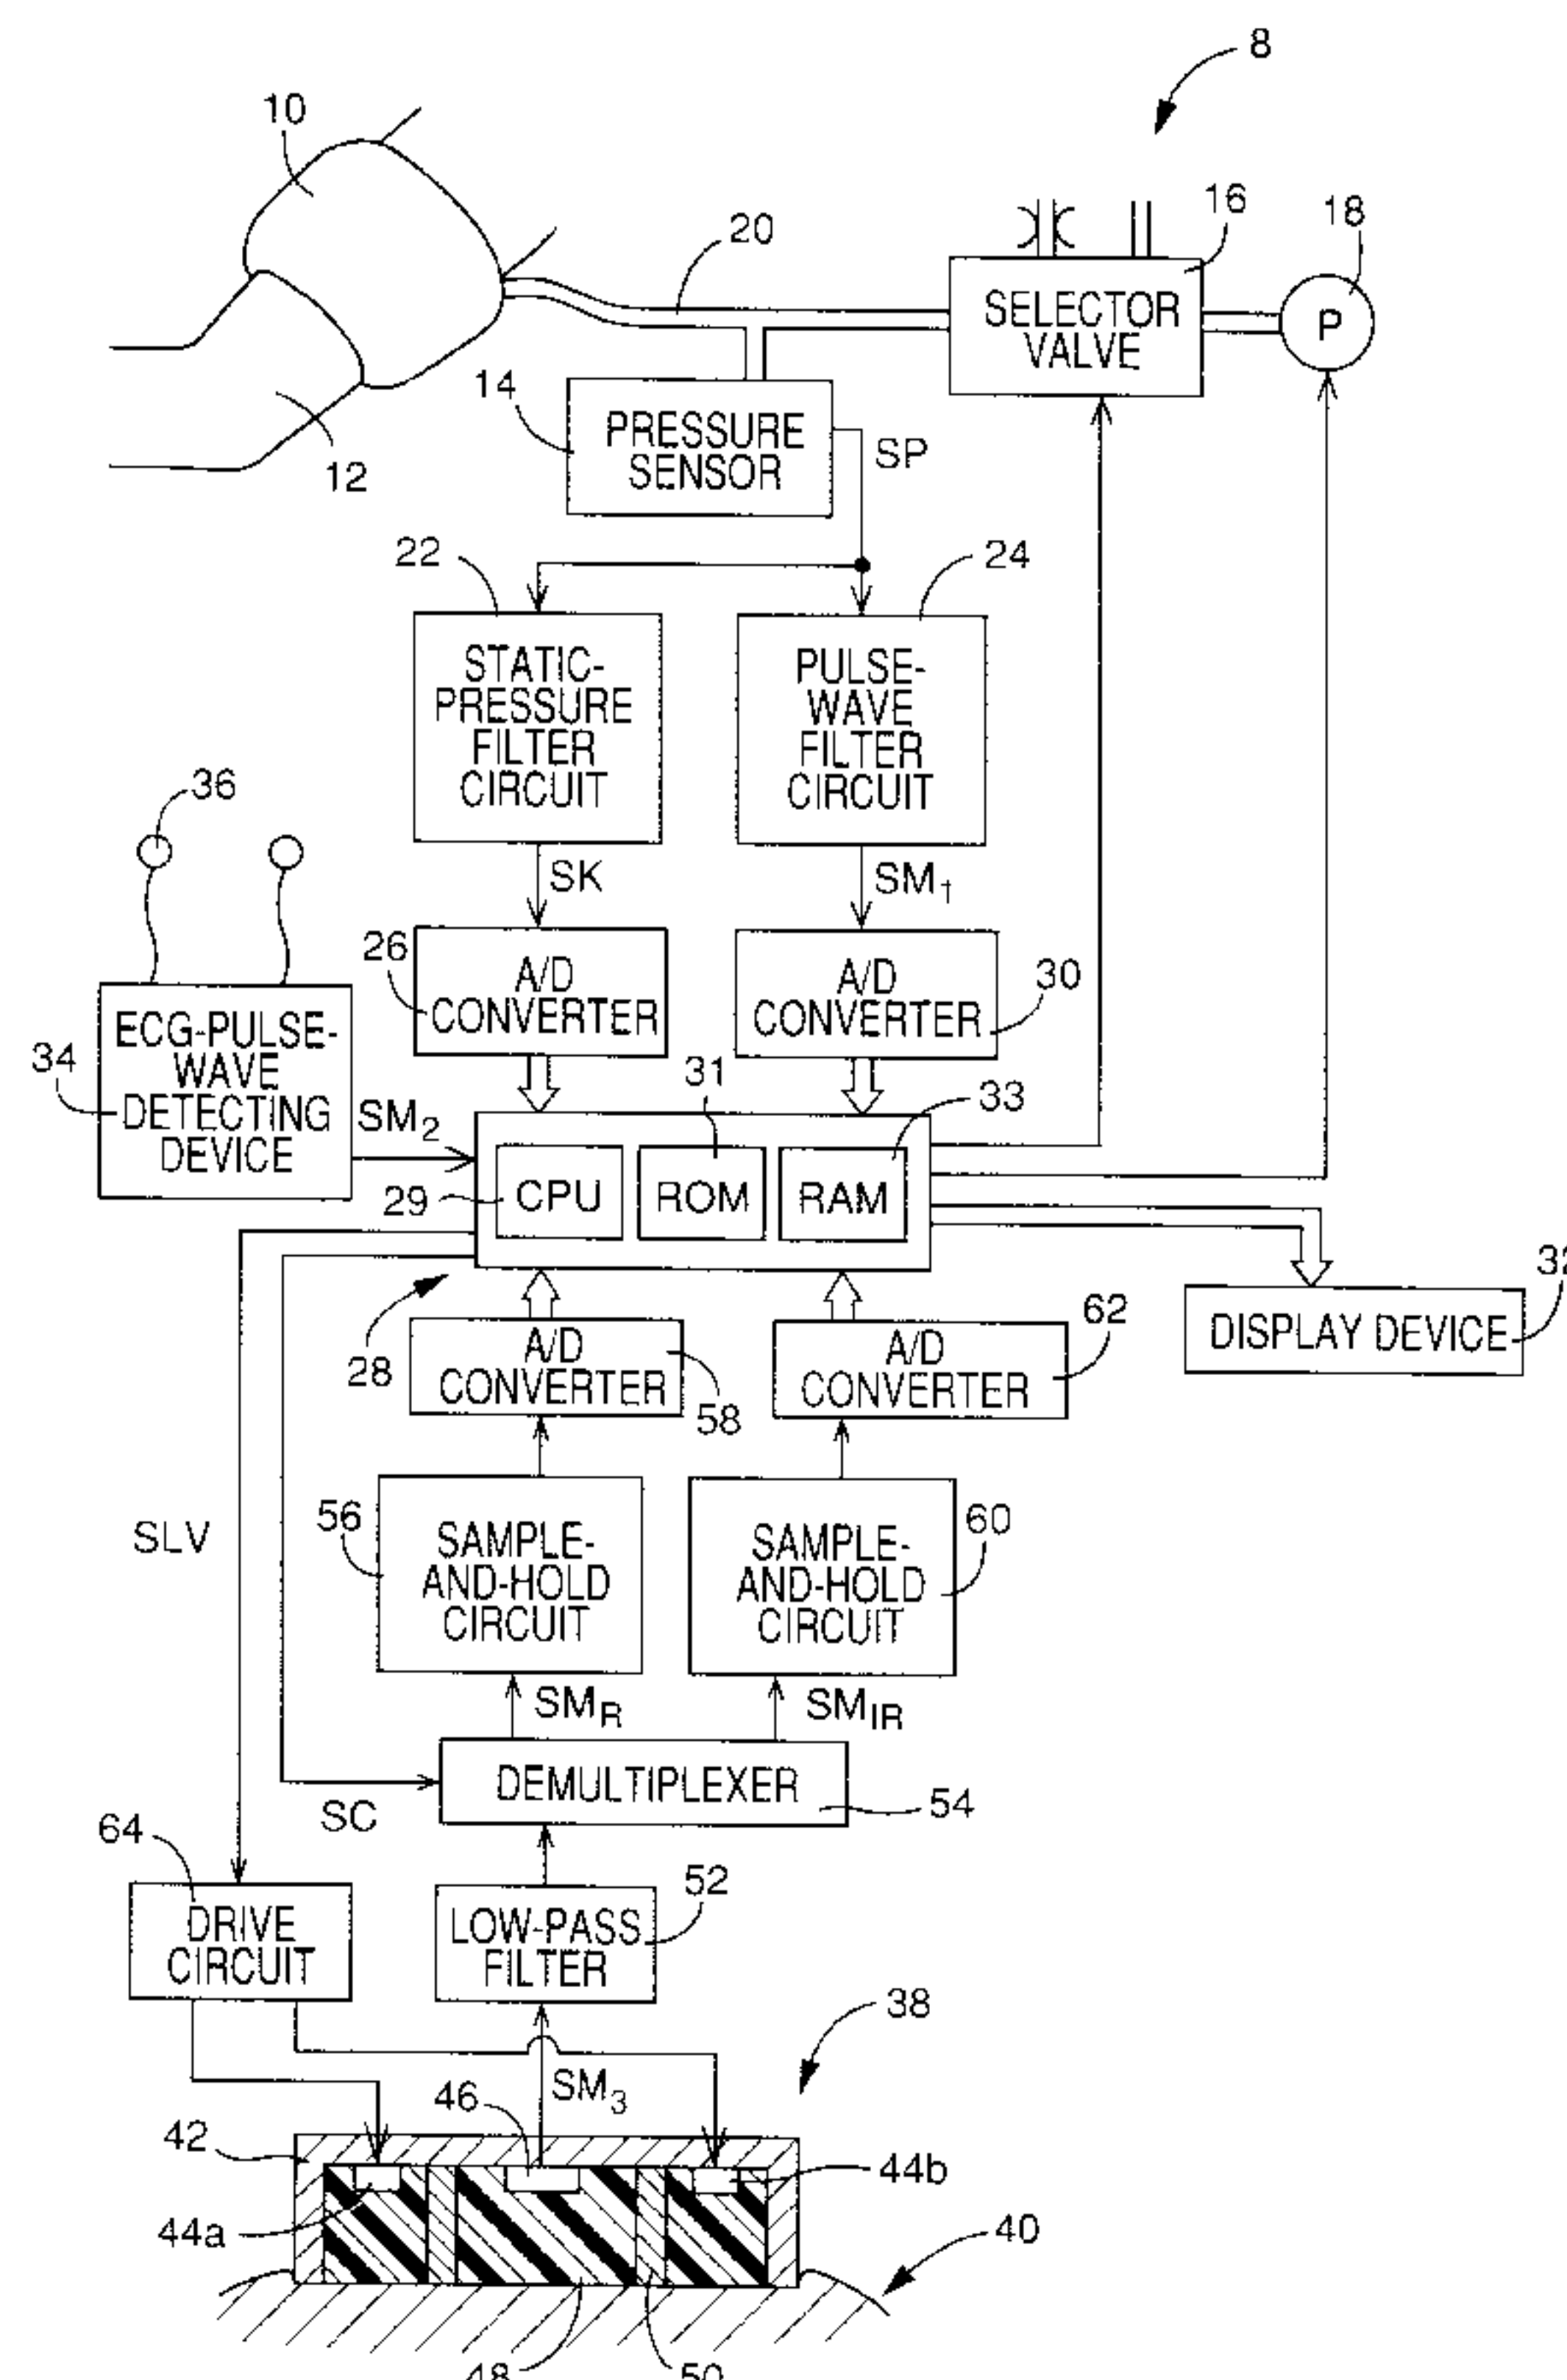 8
10
16
18
20
SELECTOR
VALVE
P
14
PRESSURE
SENSOR
SP
12
22
24
STATIC-
PRESSURE
FILTER
CIRCUIT
PULSE-
WAVE
FILTER
CIRCUIT
36
SK
SM1
26
A/D
CONVERTER
A/D
CONVERTER
30
34
ECG-PULSE-
WAVE
DETECTING
DEVICE
31
33
SM2
29
CPU
ROM
RAM
32
28
A/D
CONVERTER
58
A/D
CONVERTER
62
DISPLAY DEVICE
SLV
56
SAMPLE-
AND-HOLD
CIRCUIT
SAMPLE-
AND-HOLD
CIRCUIT
60
SMR
SMIR
DEMULTIPLEXER
54
SC
64
DRIVE
CIRCUIT
52
LOW-PASS
FILTER
38
46
SM3
42
44b
44a
40
48
50